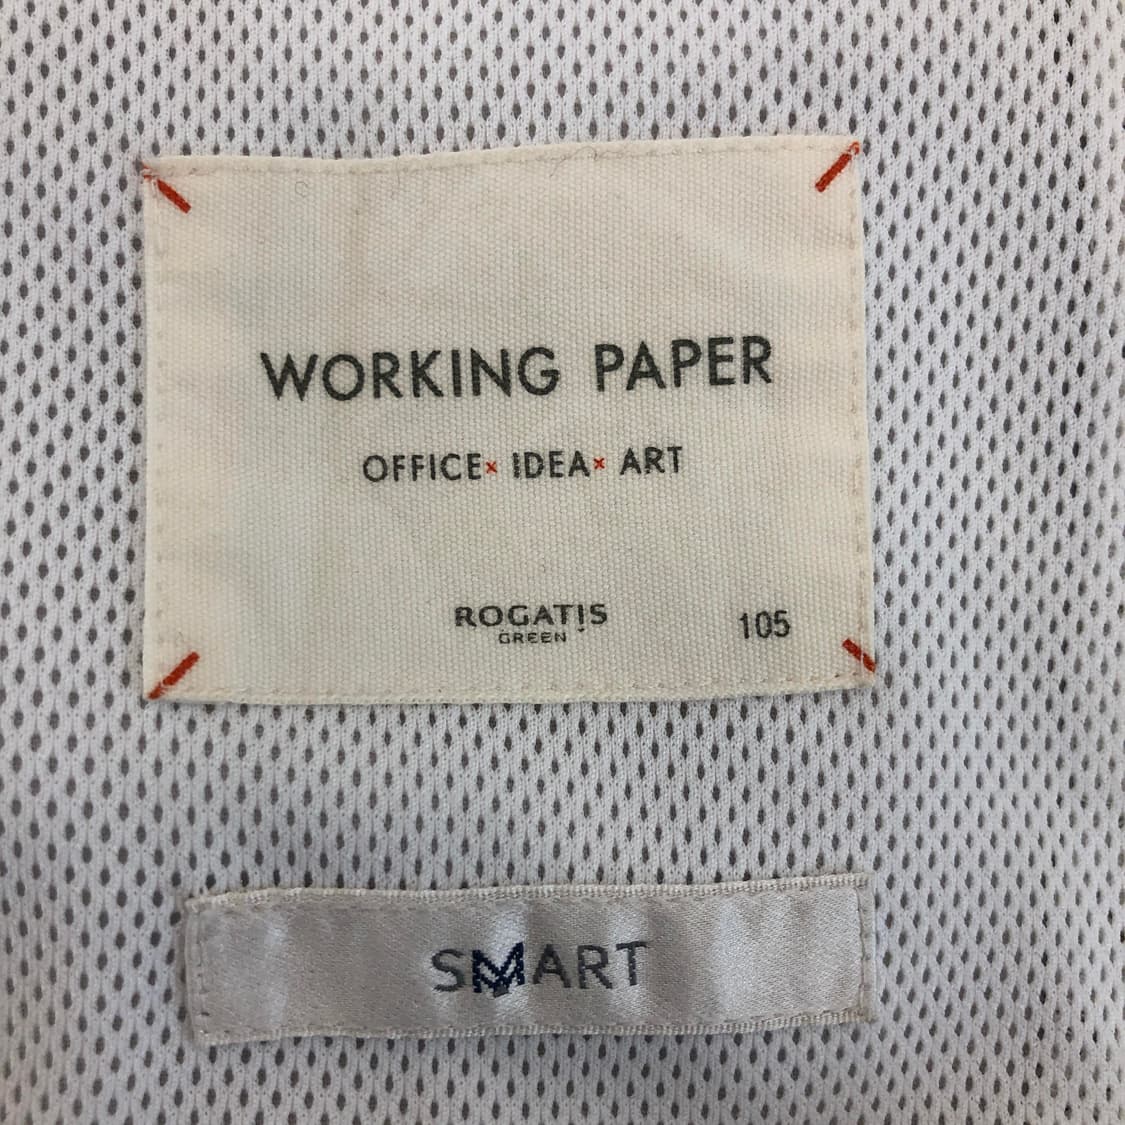 WORKING PAPER
OFFICE× IDEA× ART
ROGATIS
GREEN
105
SMART